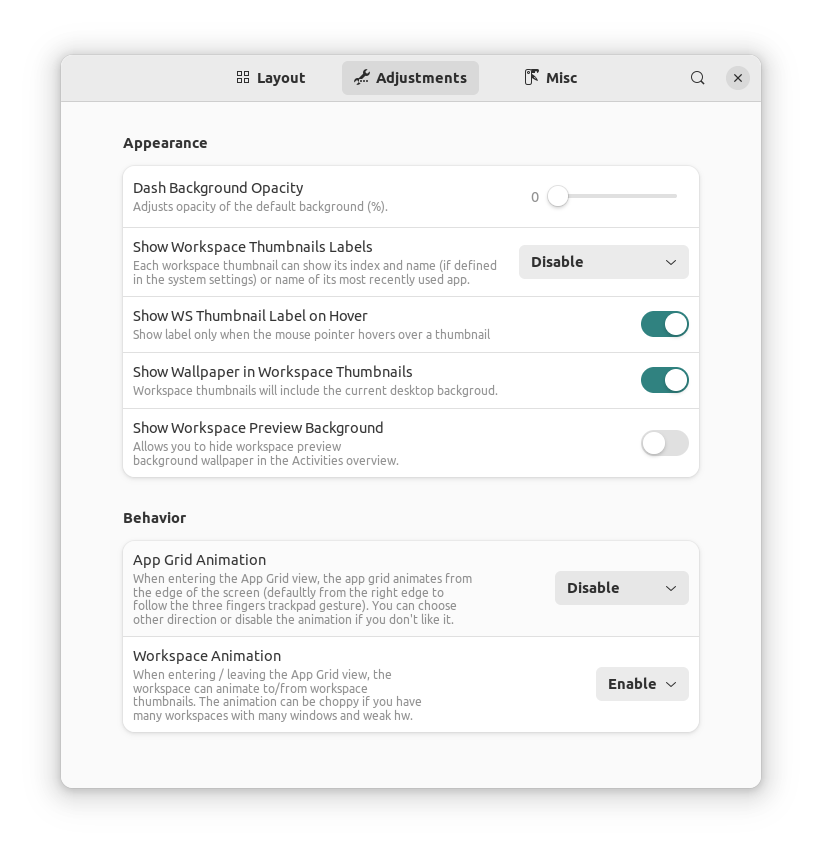 Layout
Adjustments
Misc
Appearance
Dash Background Opacity
Adjusts opacity of the default background (%).
0
Show Workspace Thumbnails Labels
Each workspace thumbnail can show its index and name (if defined
in the system settings) or name of its most recently used app.
Disable
Show WS Thumbnail Label on Hover
Show label only when the mouse pointer hovers over a thumbnail
Show Wallpaper in Workspace Thumbnails
Workspace thumbnails will include the current desktop backgroud.
Show Workspace Preview Background
Allows you to hide workspace preview
background wallpaper in the Activities overview.
Behavior
App Grid Animation
When entering the App Grid view, the app grid animates from
the edge of the screen (defaultly from the right edge to
follow the three fingers trackpad gesture). You can choose
other direction or disable the animation if you don't like it.
Disable
Workspace Animation
When entering / leaving the App Grid view, the
workspace can animate to/from workspace
thumbnails. The animation can be choppy if you have
many workspaces with many windows and weak hw.
Enable